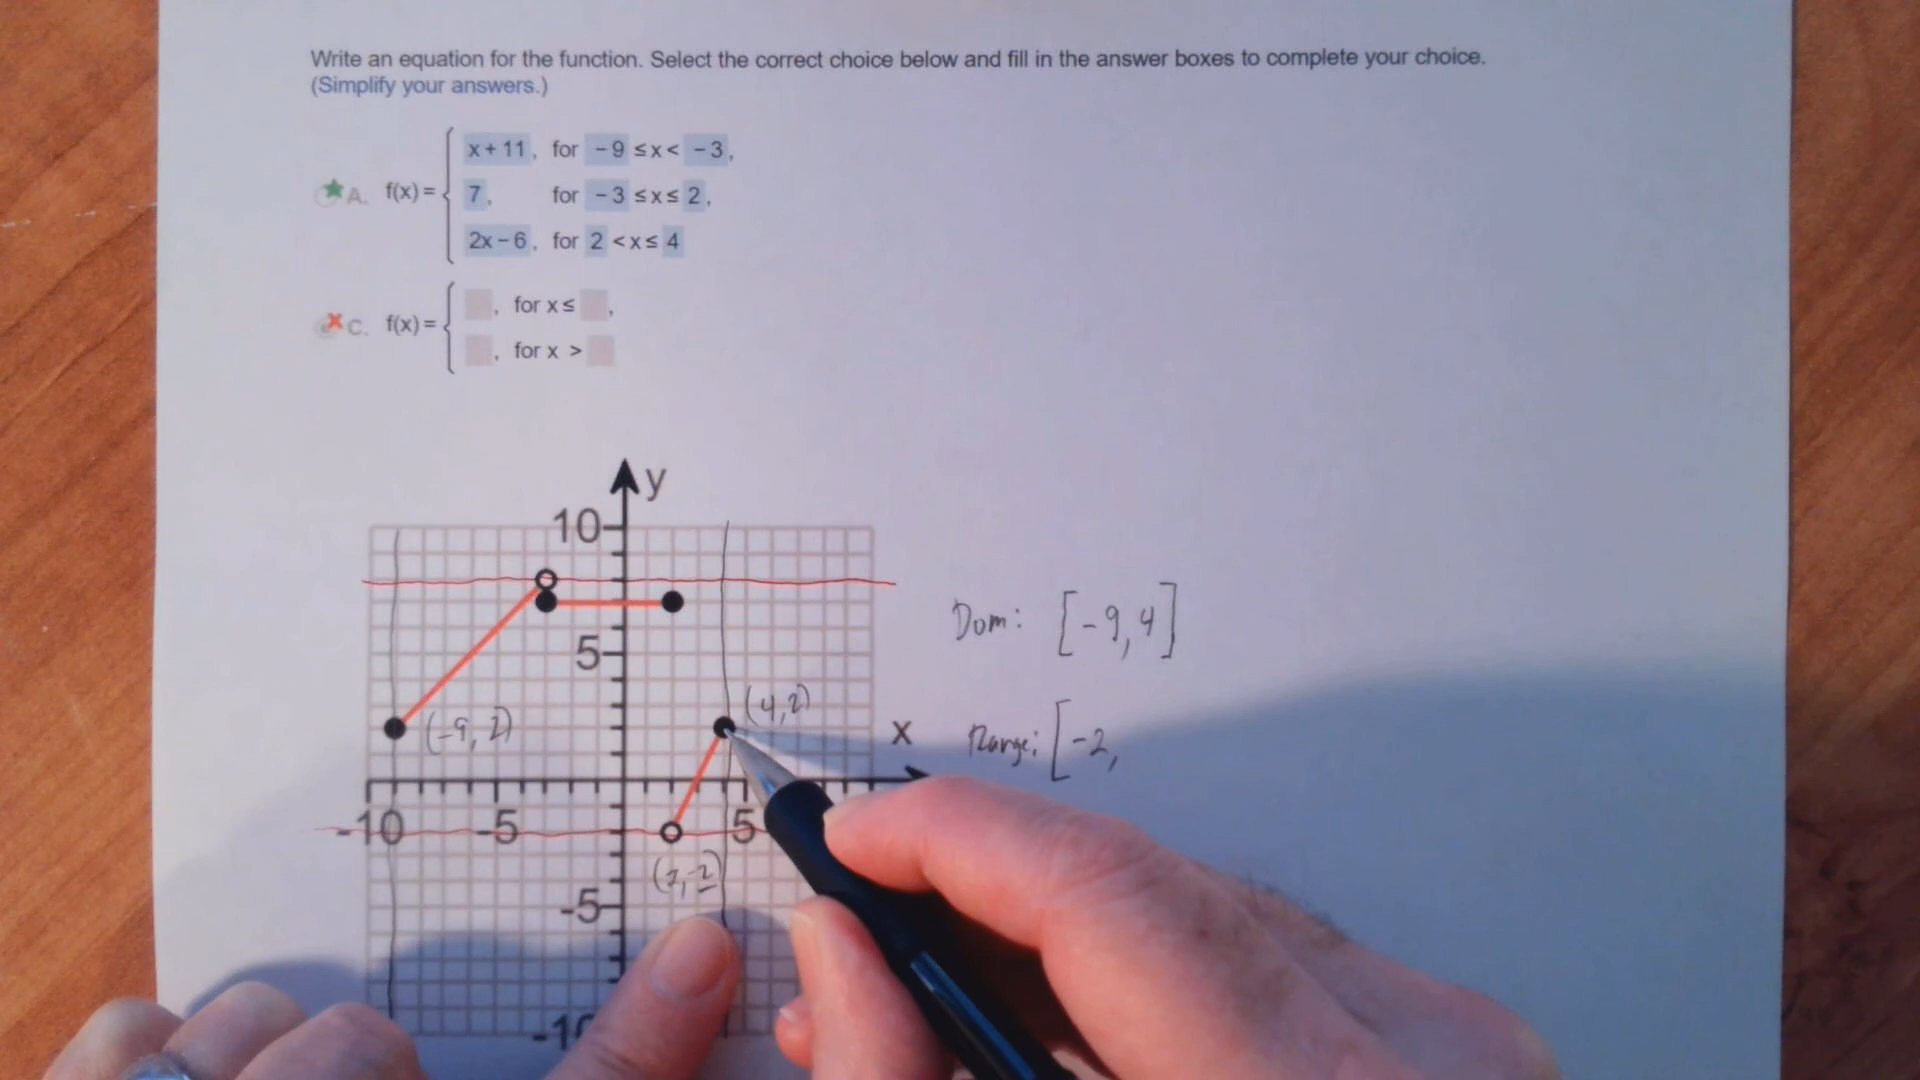 Write an equation for the function. Select the correct choice below and fill in the answer boxes to complete your choice.
(Simplify your answers.)
A. f(x) = { x + 11, for - 9 ≤ x < - 3,
7, for - 3 ≤ x ≤ 2,
2x - 6, for 2 < x ≤ 4
C. f(x) = { , for x ≤ ,
, for x >
y
10
5
(4,2)
(-9, 2)
x
-10 -5 5
(2,-2)
-5
-10
Dom: [-9,4]
Range: [-2,